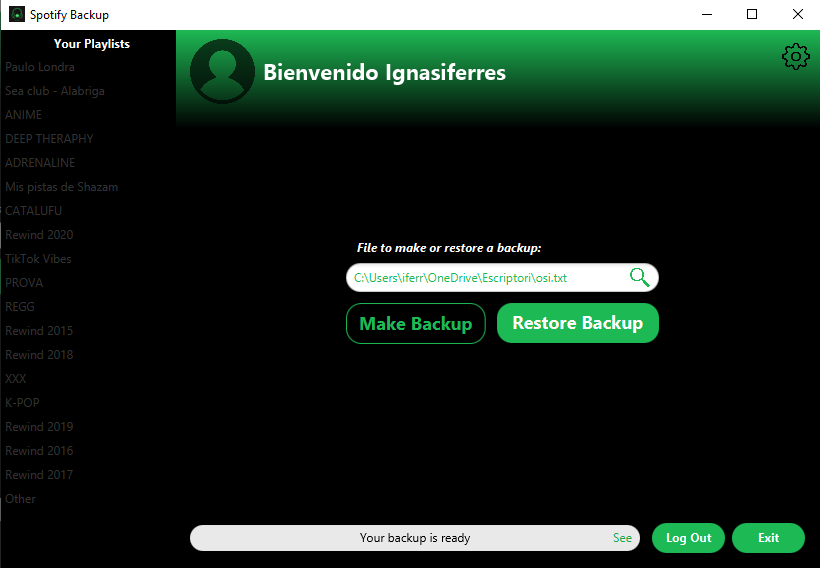 Spotify Backup
Your Playlists
Paulo Londra
Sea club - Alabriga
ANIME
DEEP THERAPHY
ADRENALINE
Mis pistas de Shazam
CATALUFU
Rewind 2020
TikTok Vibes
PROVA
REGG
Rewind 2015
Rewind 2018
XXX
K-POP
Rewind 2019
Rewind 2016
Rewind 2017
Other
Bienvenido Ignasiferres
File to make or restore a backup:
C:\Users\iferr\OneDrive\Escriptori\osi.txt
Make Backup
Restore Backup
Your backup is ready
See
Log Out
Exit